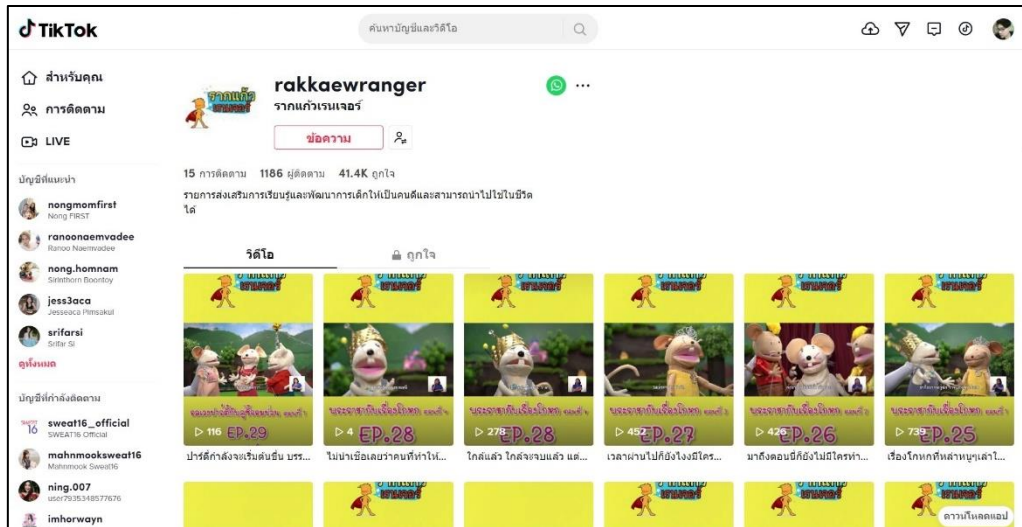 TikTok
ค้นหาบัญชีและวิดีโอ
สำหรับคุณ
การติดตาม
LIVE
บัญชีที่แนะนำ
nongmomfirst
Nong FIRST
ranoonaemvadee
Ranoo Naemvadee
nong.homnam
Sirinthorn Boontoy
jess3aca
Jesseaca Pimsakul
srifarsi
Srifar Si
ดูทั้งหมด
บัญชีที่กำลังติดตาม
sweat16_official
SWEAT16 Official
mahnmooksweat16
Mahnmook Sweat16
ning.007
user7935348577676
imhorwayn
รากแก้ว
เรนเจอร์
rakkaewranger
รากแก้วเรนเจอร์
ข้อความ
15 การติดตาม 1186 ผู้ติดตาม 41.4K ถูกใจ
รายการส่งเสริมการเรียนรู้และพัฒนาการเด็กให้เป็นคนดีและสามารถนำไปใช้ในชีวิต
ได้
วิดีโอ ถูกใจ
116 EP.29
4 EP.28
278 EP.28
452 EP.27
426 EP.26
739 EP.25
ปาร์ตี้กำลังจะเริ่มต้นขึ้น บรร...
ไม่น่าเชื่อเลยว่าคนที่ทำให้...
ใกล้แล้ว ใกล้จะจบแล้ว แต่...
เวลาผ่านไปก็ยังไงงมีใคร...
มาถึงตอนนี้ก็ยังไม่มีใครท่า...
เรื่องโกหกที่หล่าหนูๆเล่าใ...
ดาวน์โหลดแอป